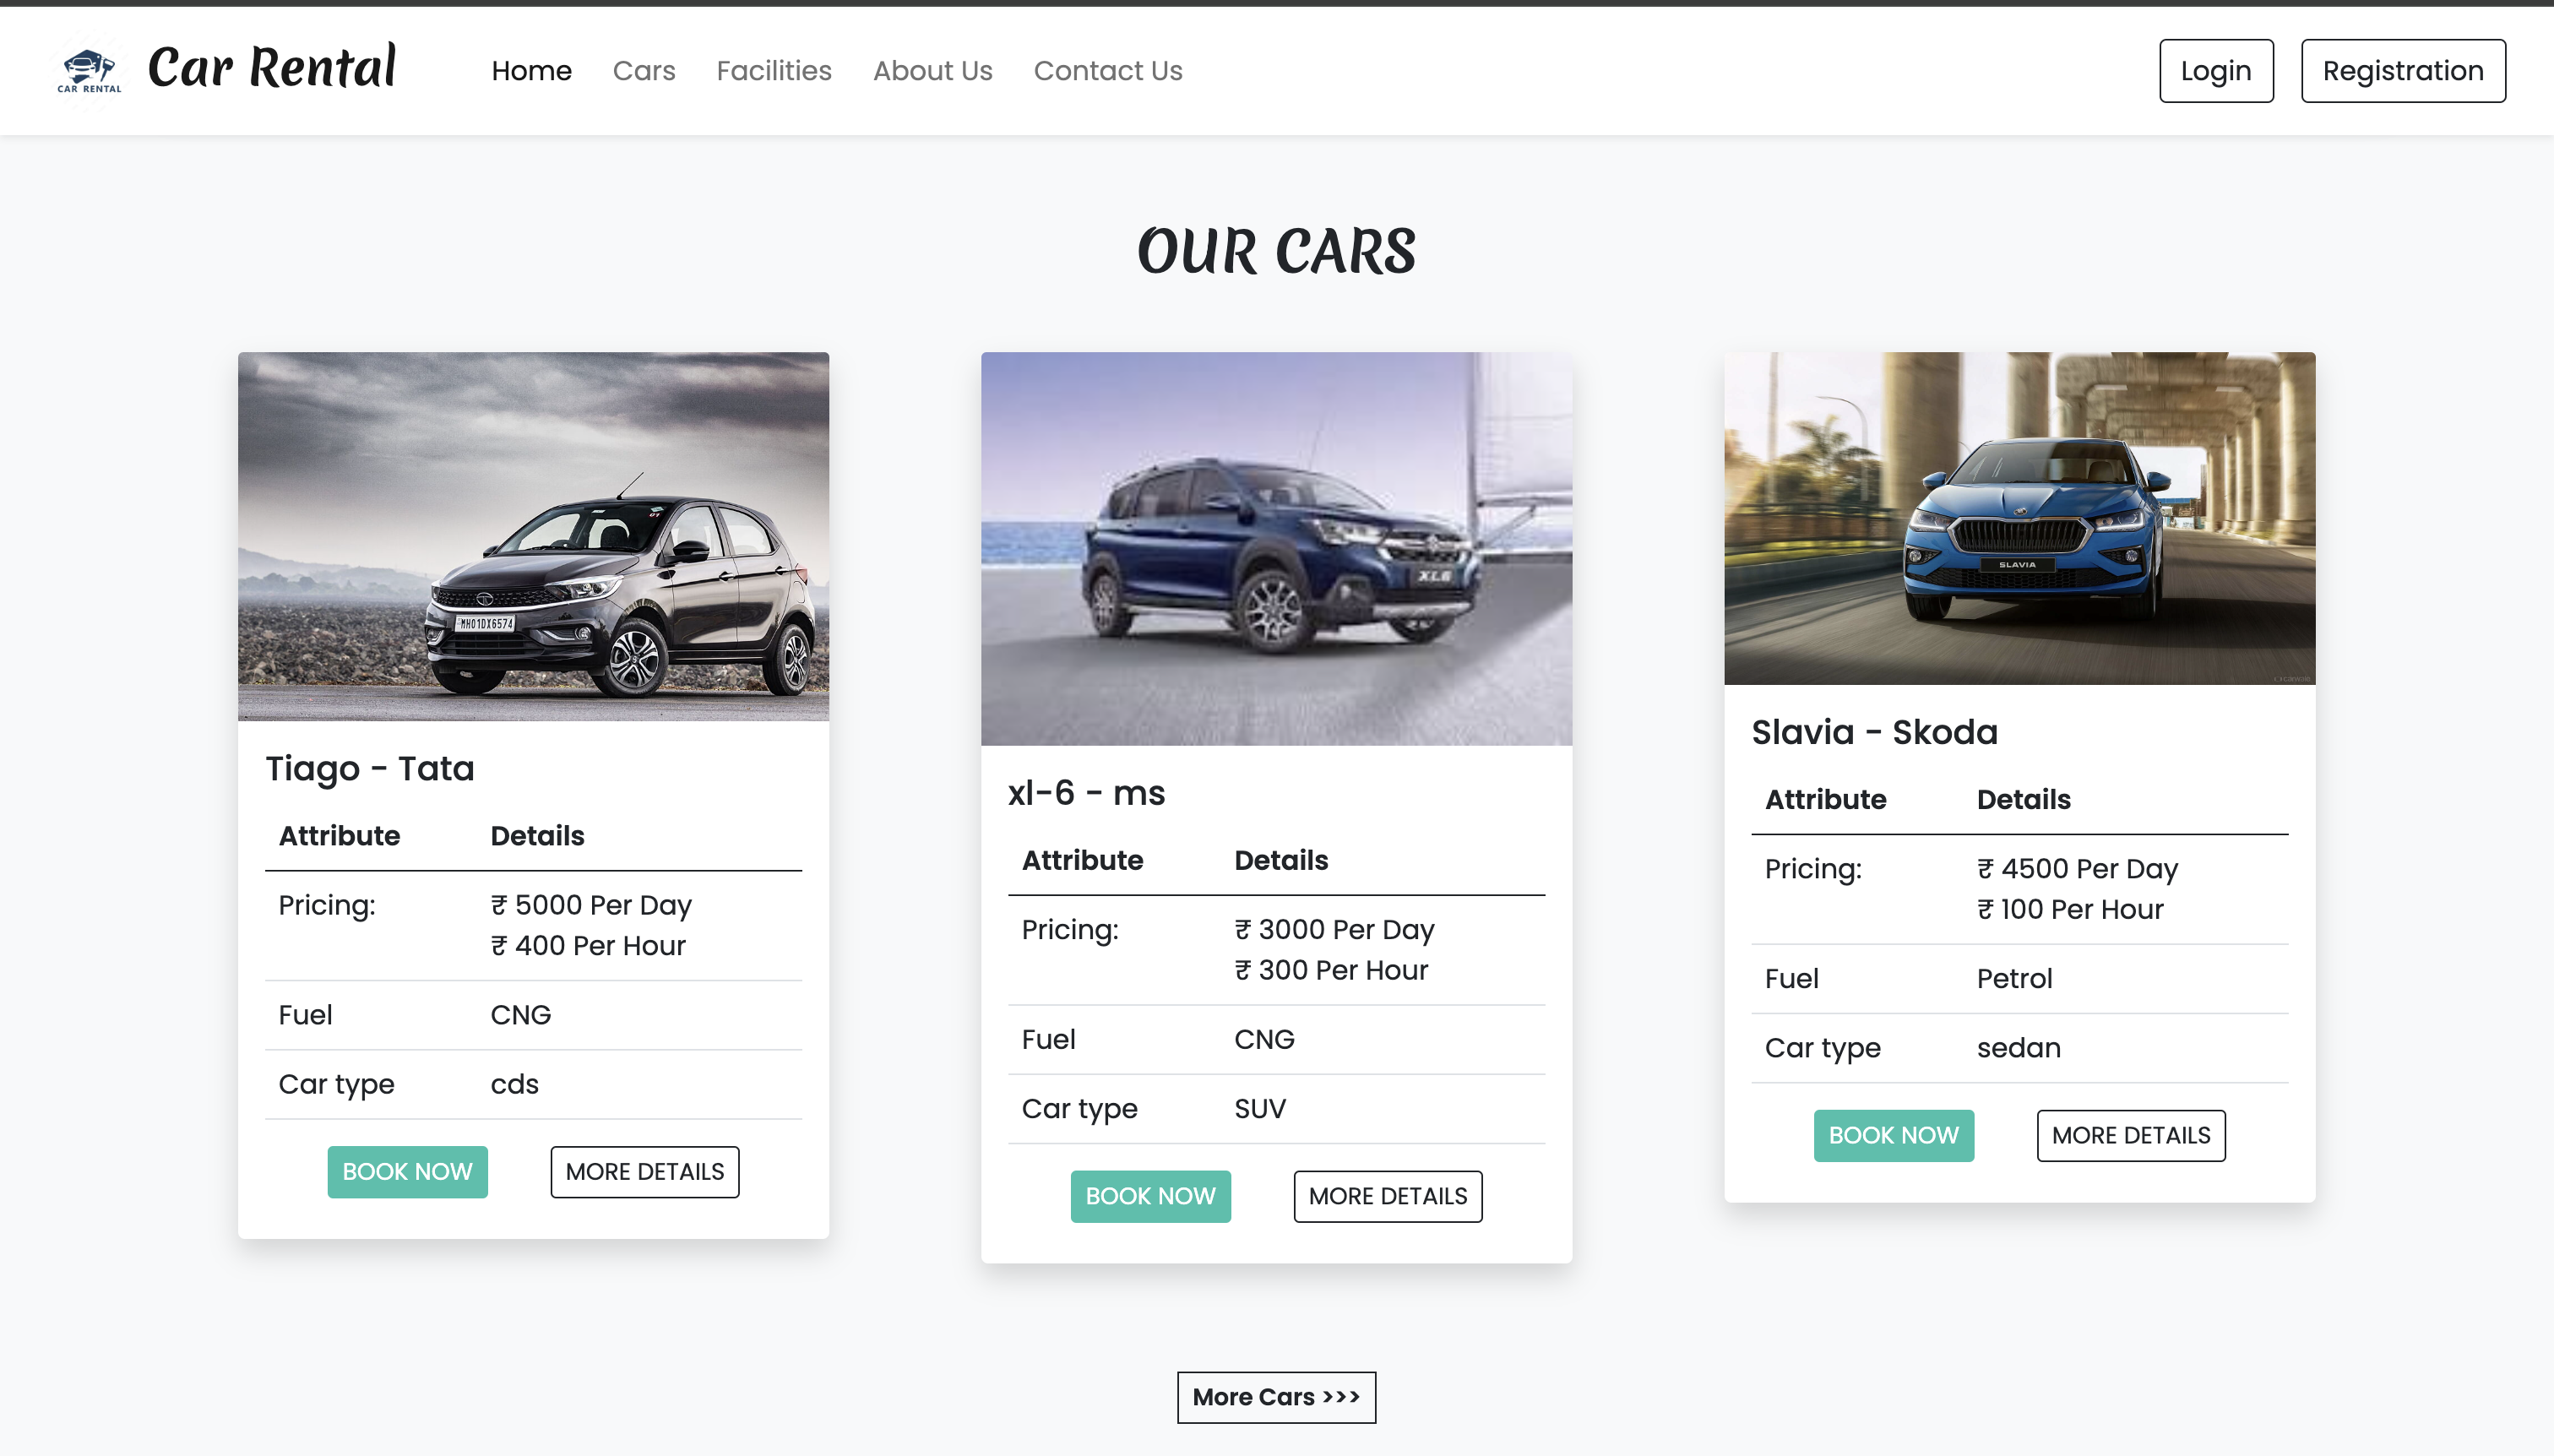 CAR RENTAL
Car Rental
Home
Cars
Facilities
About Us
Contact Us
Login
Registration
OUR CARS
MH01DX6574
Tiago - Tata
Attribute Details
Pricing: ₹ 5000 Per Day
₹ 400 Per Hour
Fuel CNG
Car type cds
BOOK NOW
MORE DETAILS
XL6
xl-6 - ms
Attribute Details
Pricing: ₹ 3000 Per Day
₹ 300 Per Hour
Fuel CNG
Car type SUV
BOOK NOW
MORE DETAILS
SLAVIA
Slavia - Skoda
Attribute Details
Pricing: ₹ 4500 Per Day
₹ 100 Per Hour
Fuel Petrol
Car type sedan
BOOK NOW
MORE DETAILS
More Cars >>>